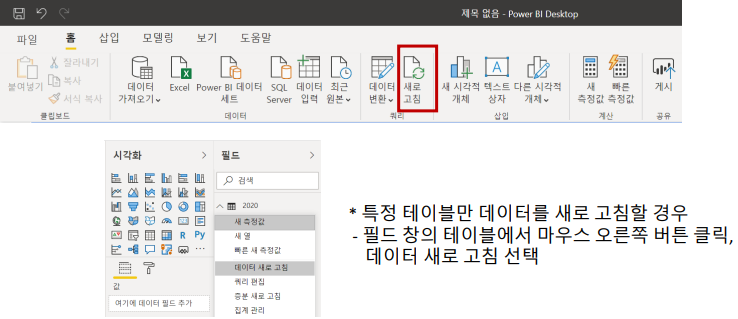 제목 없음 - Power BI Desktop
파일 홈 삽입 모델링 보기 도움말
붙여넣기
잘라내기
복사
서식 복사
클립보드
데이터
가져오기
Excel
Power BI 데이터
세트
SQL
Server
데이터
입력
최근
원본
데이터
데이터
변환
새로
고침
쿼리
새 시각적
개체
텍스트
상자
다른 시각적
개체
삽입
새
측정값
빠른
측정값
계산
게시
공유
시각화
R Py
값
여기에 데이터 필드 추가
필드
검색
2020
새 측정값
새 열
빠른 새 측정값
데이터 새로 고침
쿼리 편집
증분 새로 고침
집계 관리
* 특정 테이블만 데이터를 새로 고침할 경우
- 필드 창의 테이블에서 마우스 오른쪽 버튼 클릭,
데이터 새로 고침 선택